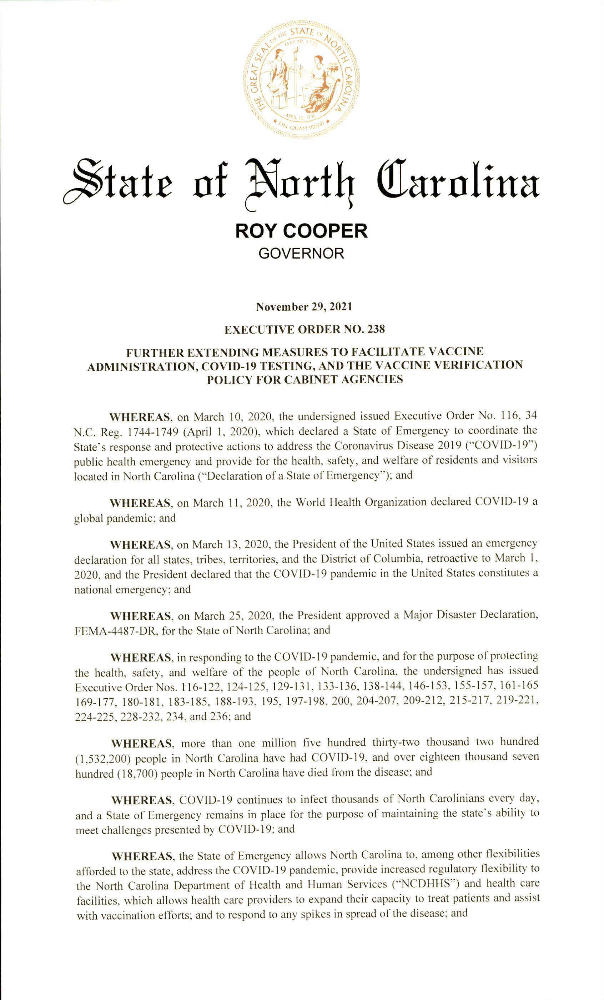 THE GREAT SEAL OF THE STATE OF NORTH CAROLINA
MAY 20, 1775
APRIL 12, 1776
★ ESSE QUAM VIDERI ★
State of North Carolina
ROY COOPER
GOVERNOR
November 29, 2021
EXECUTIVE ORDER NO. 238
FURTHER EXTENDING MEASURES TO FACILITATE VACCINE
ADMINISTRATION, COVID-19 TESTING, AND THE VACCINE VERIFICATION
POLICY FOR CABINET AGENCIES
WHEREAS, on March 10, 2020, the undersigned issued Executive Order No. 116, 34
N.C. Reg. 1744-1749 (April 1, 2020), which declared a State of Emergency to coordinate the
State's response and protective actions to address the Coronavirus Disease 2019 (“COVID-19”)
public health emergency and provide for the health, safety, and welfare of residents and visitors
located in North Carolina (“Declaration of a State of Emergency”); and
WHEREAS, on March 11, 2020, the World Health Organization declared COVID-19 a
global pandemic; and
WHEREAS, on March 13, 2020, the President of the United States issued an emergency
declaration for all states, tribes, territories, and the District of Columbia, retroactive to March 1,
2020, and the President declared that the COVID-19 pandemic in the United States constitutes a
national emergency; and
WHEREAS, on March 25, 2020, the President approved a Major Disaster Declaration,
FEMA-4487-DR, for the State of North Carolina; and
WHEREAS, in responding to the COVID-19 pandemic, and for the purpose of protecting
the health, safety, and welfare of the people of North Carolina, the undersigned has issued
Executive Order Nos. 116-122, 124-125, 129-131, 133-136, 138-144, 146-153, 155-157, 161-165
169-177, 180-181, 183-185, 188-193, 195, 197-198, 200, 204-207, 209-212, 215-217, 219-221,
224-225, 228-232, 234, and 236; and
WHEREAS, more than one million five hundred thirty-two thousand two hundred
(1,532,200) people in North Carolina have had COVID-19, and over eighteen thousand seven
hundred (18,700) people in North Carolina have died from the disease; and
WHEREAS, COVID-19 continues to infect thousands of North Carolinians every day,
and a State of Emergency remains in place for the purpose of maintaining the state's ability to
meet challenges presented by COVID-19; and
WHEREAS, the State of Emergency allows North Carolina to, among other flexibilities
afforded to the state, address the COVID-19 pandemic, provide increased regulatory flexibility to
the North Carolina Department of Health and Human Services (“NCDHHS”) and health care
facilities, which allows health care providers to expand their capacity to treat patients and assist
with vaccination efforts; and to respond to any spikes in spread of the disease; and